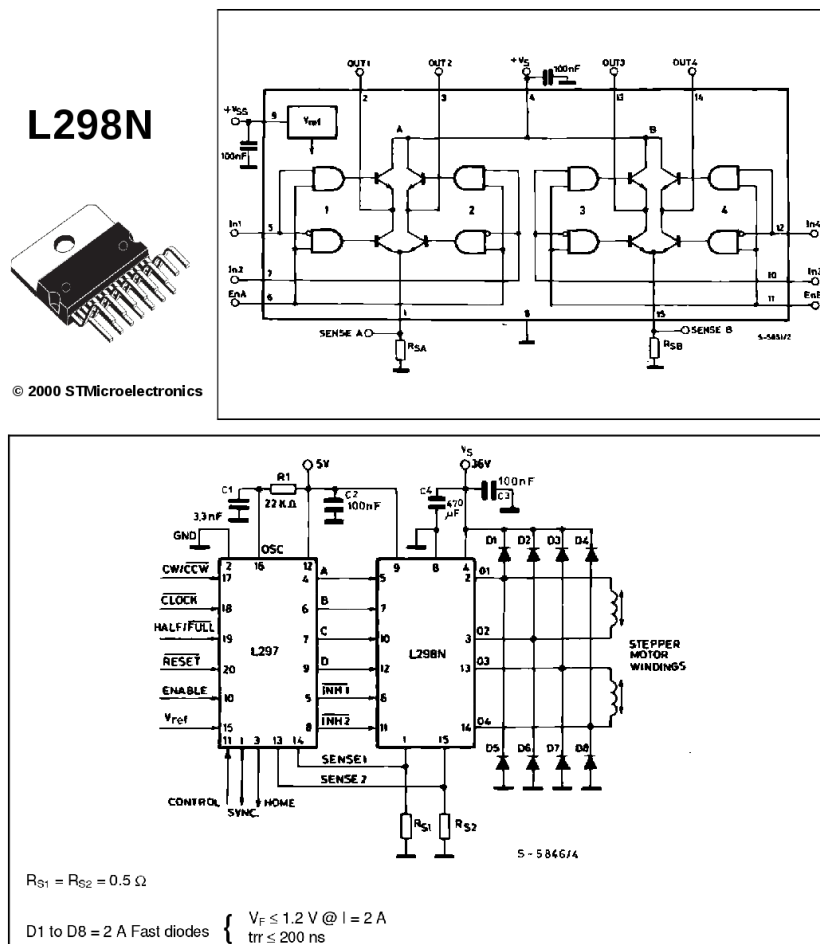 L298N
© 2000 STMicroelectronics
OUT1 OUT2 +VS 100nF OUT3 OUT4
2 3 4 13 14
+VSS 9 Vref
100nF
A B
1 2 3 4
In1 5 12 In4
In2 7 10 In3
EnA 6 11 EnB
1 8 15
SENSE A SENSE B
RSA RSB
S-5851/2
5V VS 36V
C1 R1 C2 C4 100nF
3,3nF 22KΩ 100nF 470 µF C3
GND
2 OSC 16 12 9 8 4
D1 D2 D3 D4
CW/CCW 17 4 A 5 2 O1
CLOCK 18 6 B 7 3 O2
HALF/FULL 19 7 C 10 13 O3
L297 L298N
STEPPER
MOTOR
WINDINGS
RESET 20 9 D 12
ENABLE 10 5 INH1 6
Vref 15 8 INH2 11 14 O4
11 1 3 13 14 1 15
D5 D6 D7 D8
SENSE1
SENSE2
CONTROL SYNC. HOME
RS1 RS2
S-5846/4
RS1 = RS2 = 0.5 Ω
D1 to D8 = 2 A Fast diodes { VF ≤ 1.2 V @ I = 2 A
trr ≤ 200 ns